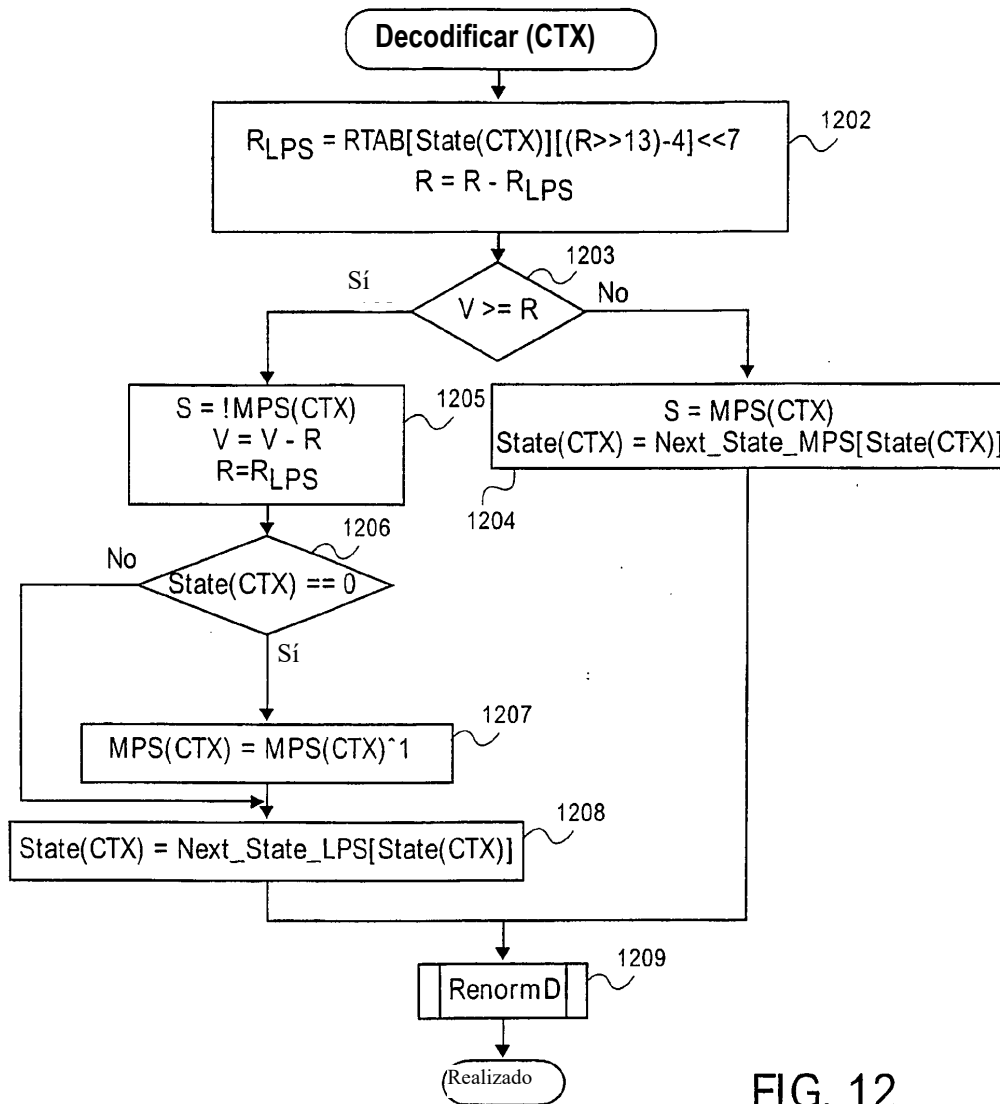 Decodificar (CTX)
1202
RLPS = RTAB[State(CTX)][(R>>13)-4]<<7
R = R - RLPS
1203
Sí
No
V >= R
S = !MPS(CTX)
V = V - R
R=RLPS
1205
S = MPS(CTX)
State(CTX) = Next_State_MPS[State(CTX)]
1204
1206
No
State(CTX) == 0
Sí
1207
MPS(CTX) = MPS(CTX)^1
1208
State(CTX) = Next_State_LPS[State(CTX)]
1209
RenormD
Realizado
FIG. 12